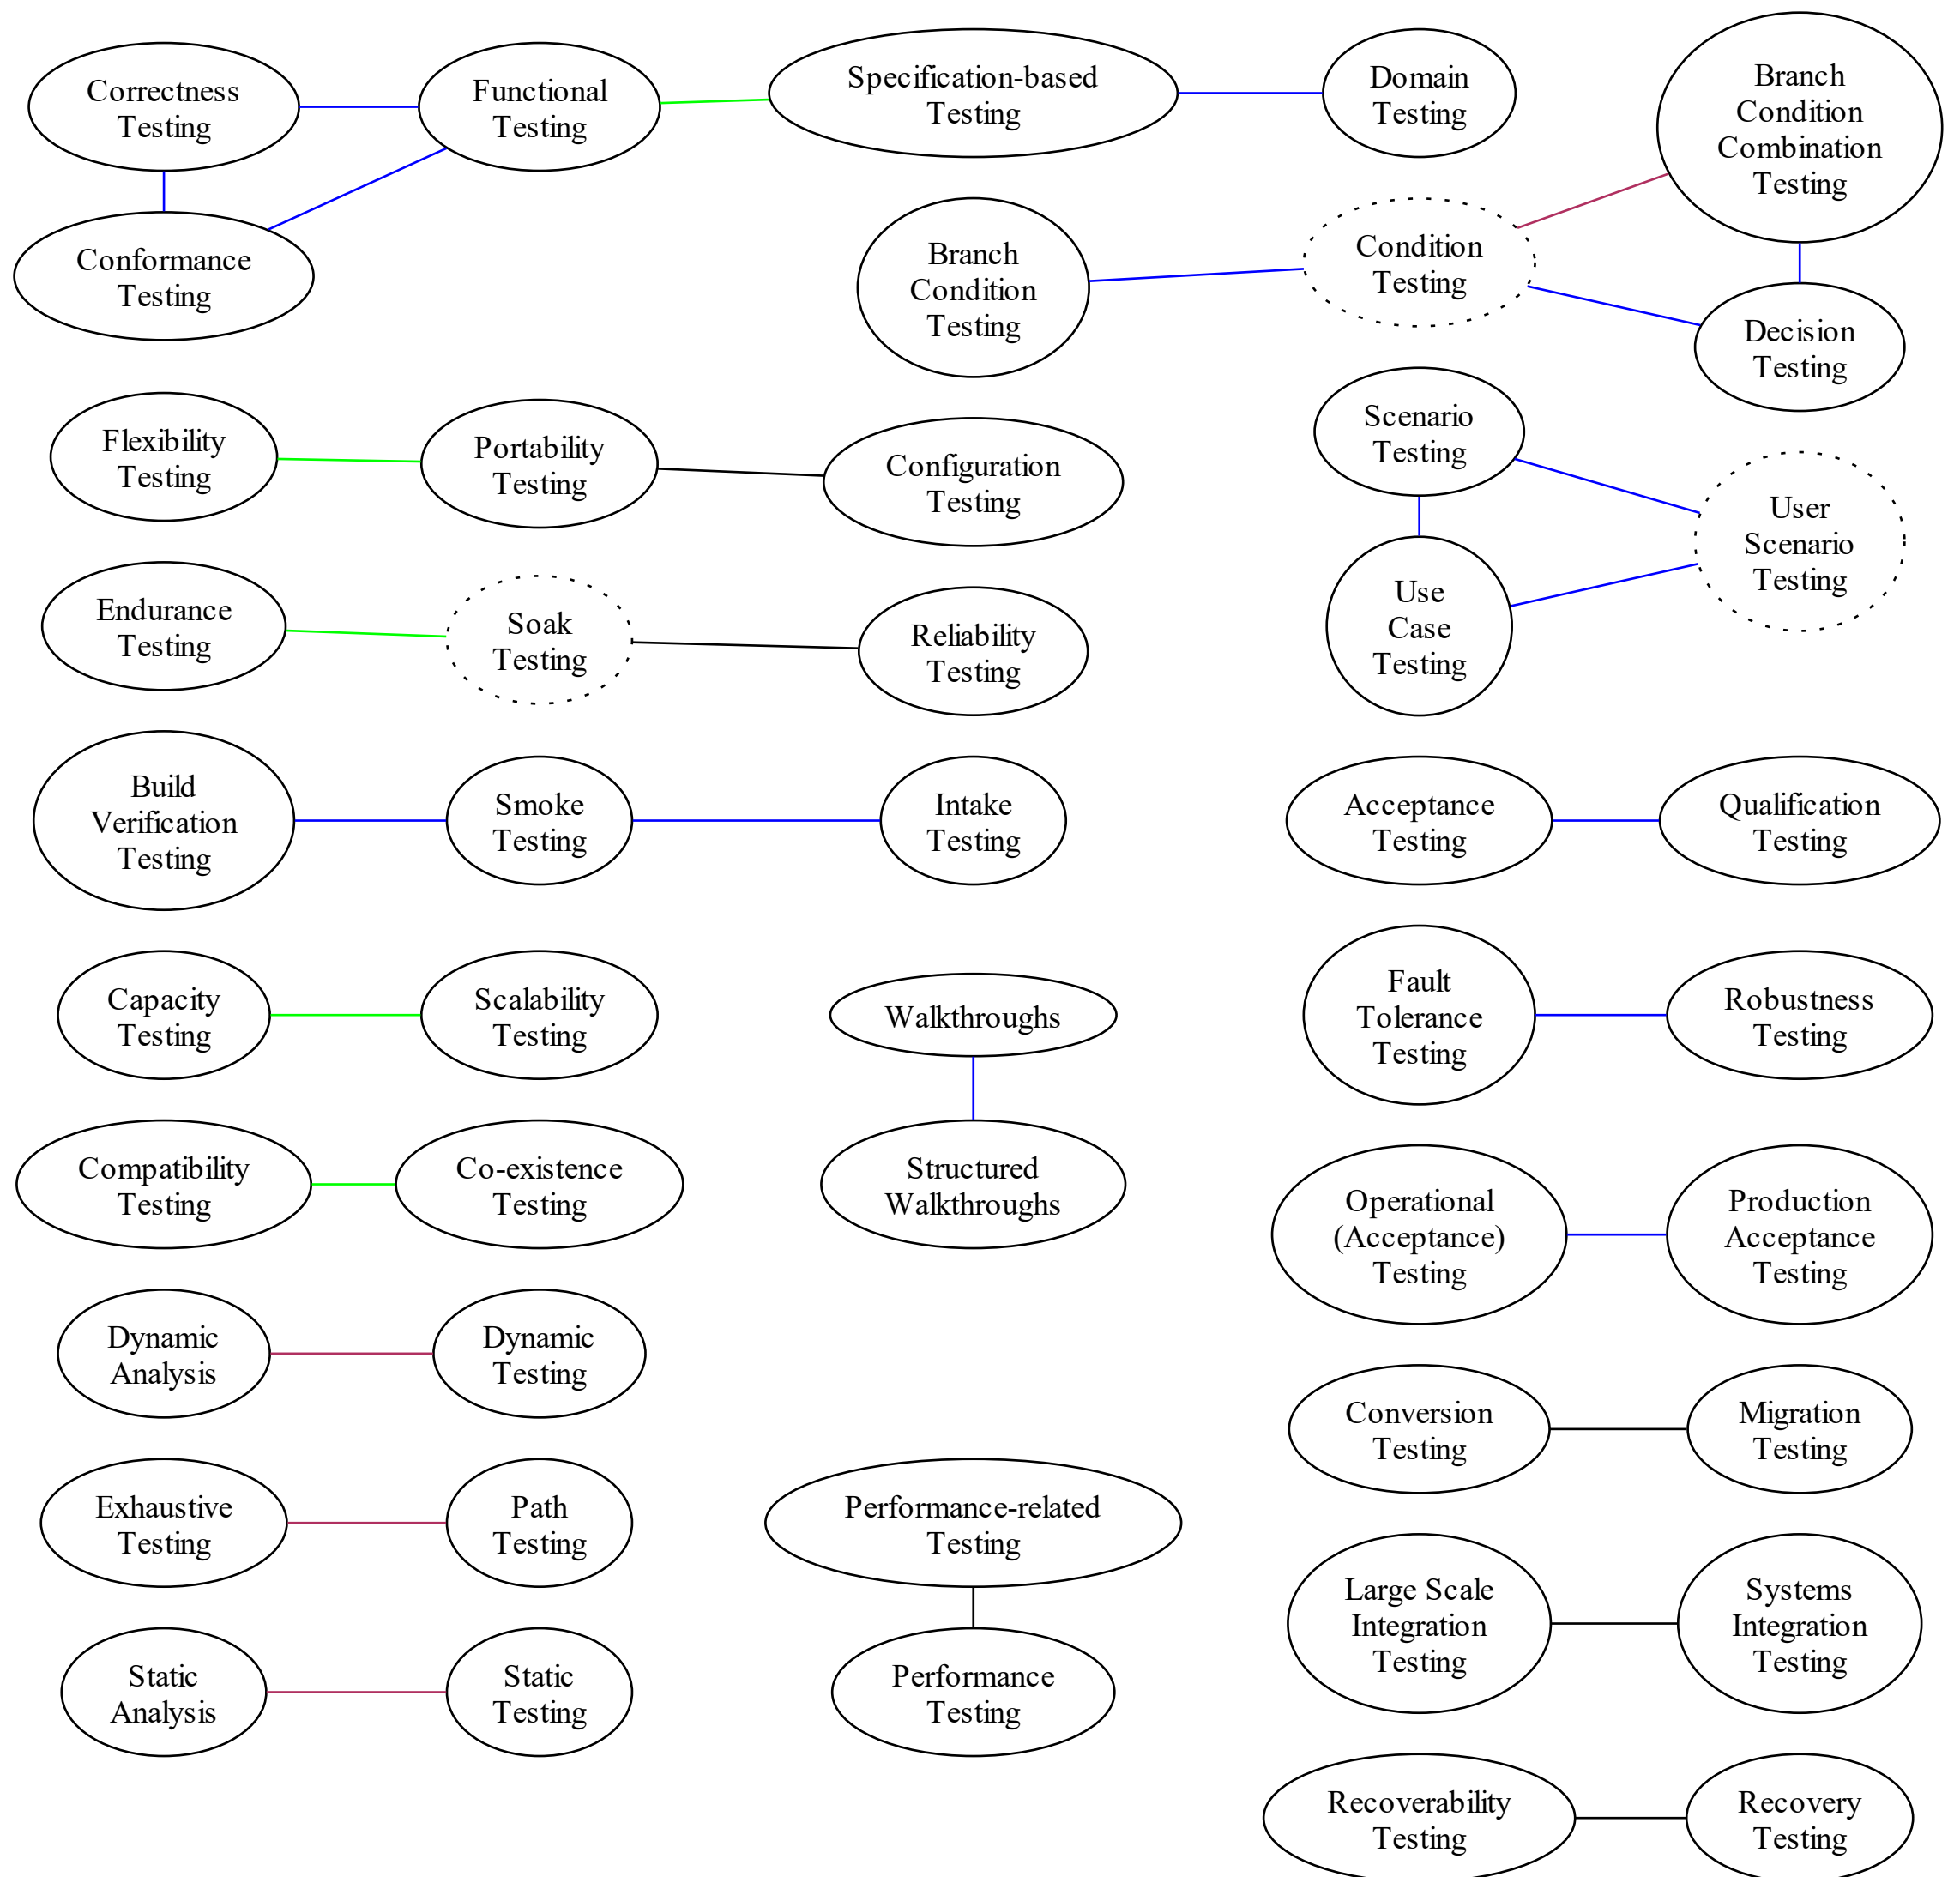 Correctness
Testing
Functional
Testing
Specification-based
Testing
Domain
Testing
Branch
Condition
Combination
Testing
Conformance
Testing
Branch
Condition
Testing
Condition
Testing
Decision
Testing
Flexibility
Testing
Portability
Testing
Configuration
Testing
Scenario
Testing
User
Scenario
Testing
Endurance
Testing
Soak
Testing
Reliability
Testing
Use
Case
Testing
Build
Verification
Testing
Smoke
Testing
Intake
Testing
Acceptance
Testing
Qualification
Testing
Capacity
Testing
Scalability
Testing
Walkthroughs
Fault
Tolerance
Testing
Robustness
Testing
Compatibility
Testing
Co-existence
Testing
Structured
Walkthroughs
Operational
(Acceptance)
Testing
Production
Acceptance
Testing
Dynamic
Analysis
Dynamic
Testing
Conversion
Testing
Migration
Testing
Exhaustive
Testing
Path
Testing
Performance-related
Testing
Large Scale
Integration
Testing
Systems
Integration
Testing
Static
Analysis
Static
Testing
Performance
Testing
Recoverability
Testing
Recovery
Testing